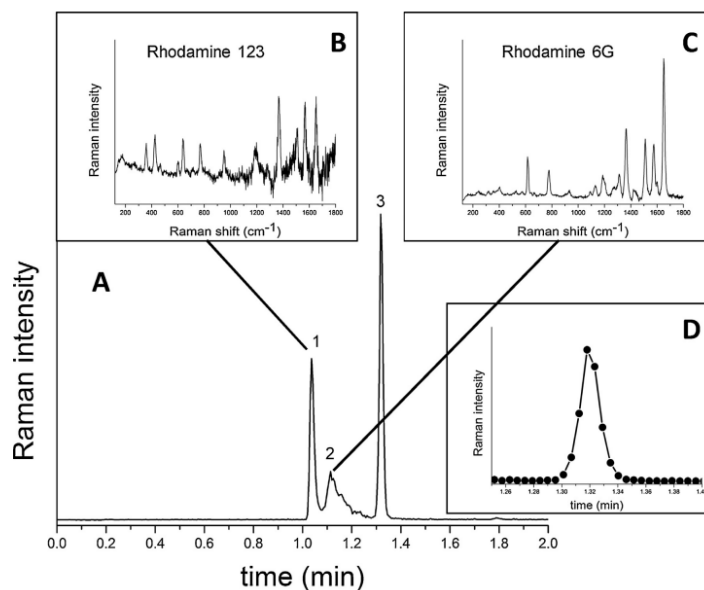 B
Rhodamine 123
Raman intensity
200 400 600 800 1000 1200 1400 1600 1800
Raman shift (cm-1)
C
Rhodamine 6G
Raman intensity
200 400 600 800 1000 1200 1400 1600 1800
Raman shift (cm-1)
A
Raman intensity
1
2
3
0.0 0.2 0.4 0.6 0.8 1.0 1.2 1.4 1.6 1.8 2.0
time (min)
D
Raman intensity
1.26 1.28 1.30 1.32 1.34 1.36 1.38 1.4
time (min)